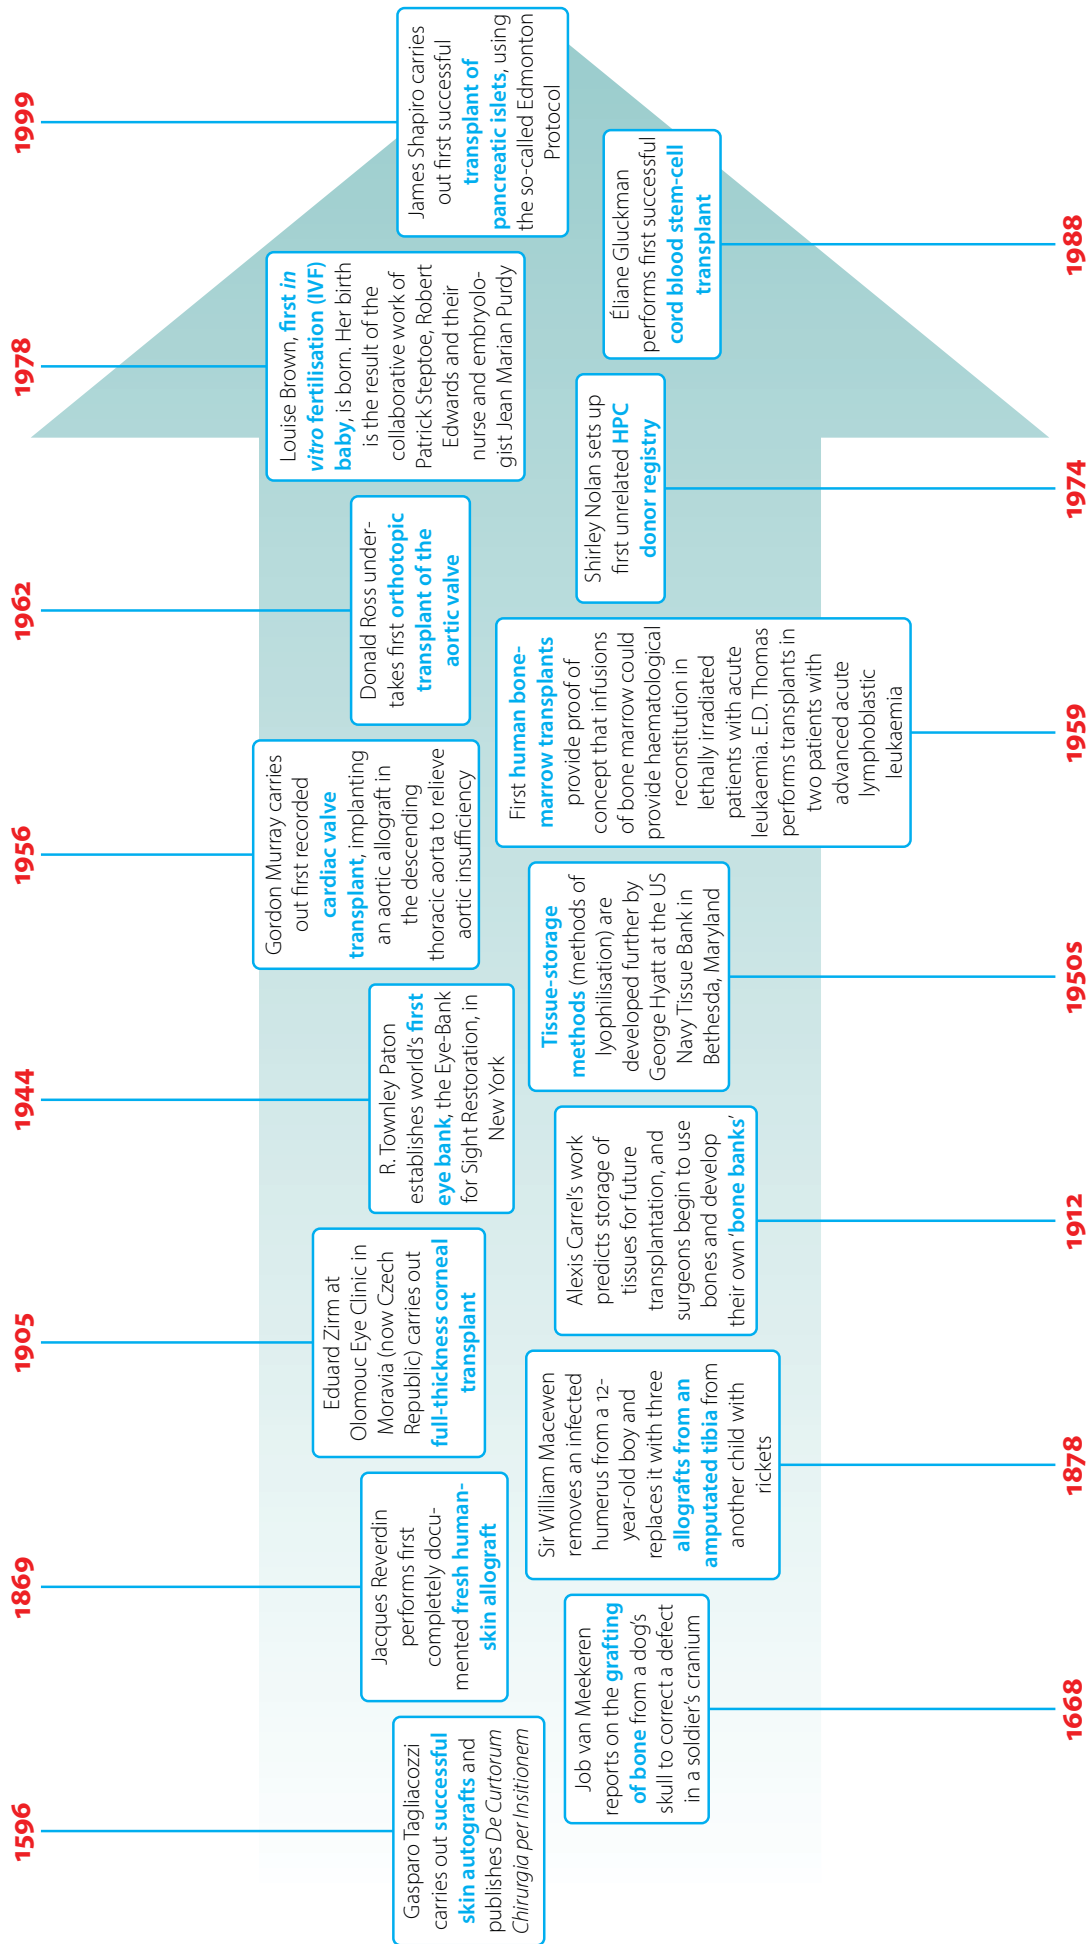 1596
Gasparo Tagliacozzi
carries out successful
skin autografts and
publishes De Curtorum
Chirurgia per Insitionem
1668
Job van Meekeren
reports on the grafting
of bone from a dog's
skull to correct a defect
in a soldier's cranium
1869
Jacques Reverdin
performs first
completely docu-
mented fresh human-
skin allograft
1878
Sir William Macewen
removes an infected
humerus from a 12-
year-old boy and
replaces it with three
allografts from an
amputated tibia from
another child with
rickets
1905
Eduard Zirm at
Olomouc Eye Clinic in
Moravia (now Czech
Republic) carries out
full-thickness corneal
transplant
1912
Alexis Carrel's work
predicts storage of
tissues for future
transplantation, and
surgeons begin to use
bones and develop
their own 'bone banks'
1944
R. Townley Paton
establishes world's first
eye bank, the Eye-Bank
for Sight Restoration, in
New York
1950s
Tissue-storage
methods (methods of
lyophilisation) are
developed further by
George Hyatt at the US
Navy Tissue Bank in
Bethesda, Maryland
1956
Gordon Murray carries
out first recorded
cardiac valve
transplant, implanting
an aortic allograft in
the descending
thoracic aorta to relieve
aortic insufficiency
1959
First human bone-
marrow transplants
provide proof of
concept that infusions
of bone marrow could
provide haematological
reconstitution in
lethally irradiated
patients with acute
leukaemia. E.D. Thomas
performs transplants in
two patients with
advanced acute
lymphoblastic
leukaemia
1962
Donald Ross under-
takes first orthotopic
transplant of the
aortic valve
1974
Shirley Nolan sets up
first unrelated HPC
donor registry
1978
Louise Brown, first in
vitro fertilisation (IVF)
baby, is born. Her birth
is the result of the
collaborative work of
Patrick Steptoe, Robert
Edwards and their
nurse and embryolo-
gist Jean Marian Purdy
1988
Éliane Gluckman
performs first successful
cord blood stem-cell
transplant
1999
James Shapiro carries
out first successful
transplant of
pancreatic islets, using
the so-called Edmonton
Protocol